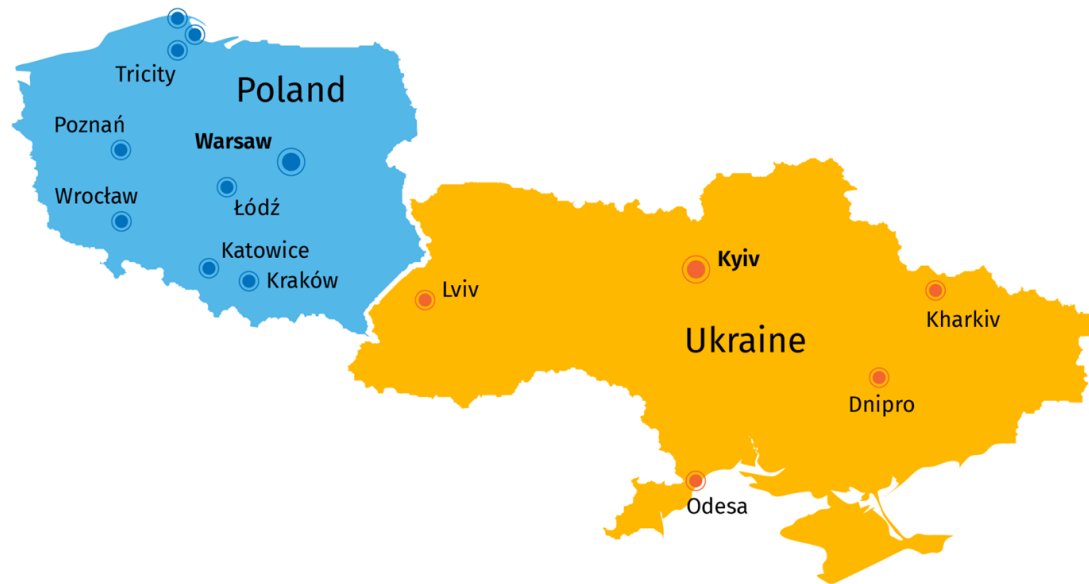 Tricity
Poland
Poznań
Warsaw
Wrocław
Łódź
Katowice
Kraków
Kyiv
Lviv
Kharkiv
Ukraine
Dnipro
Odesa